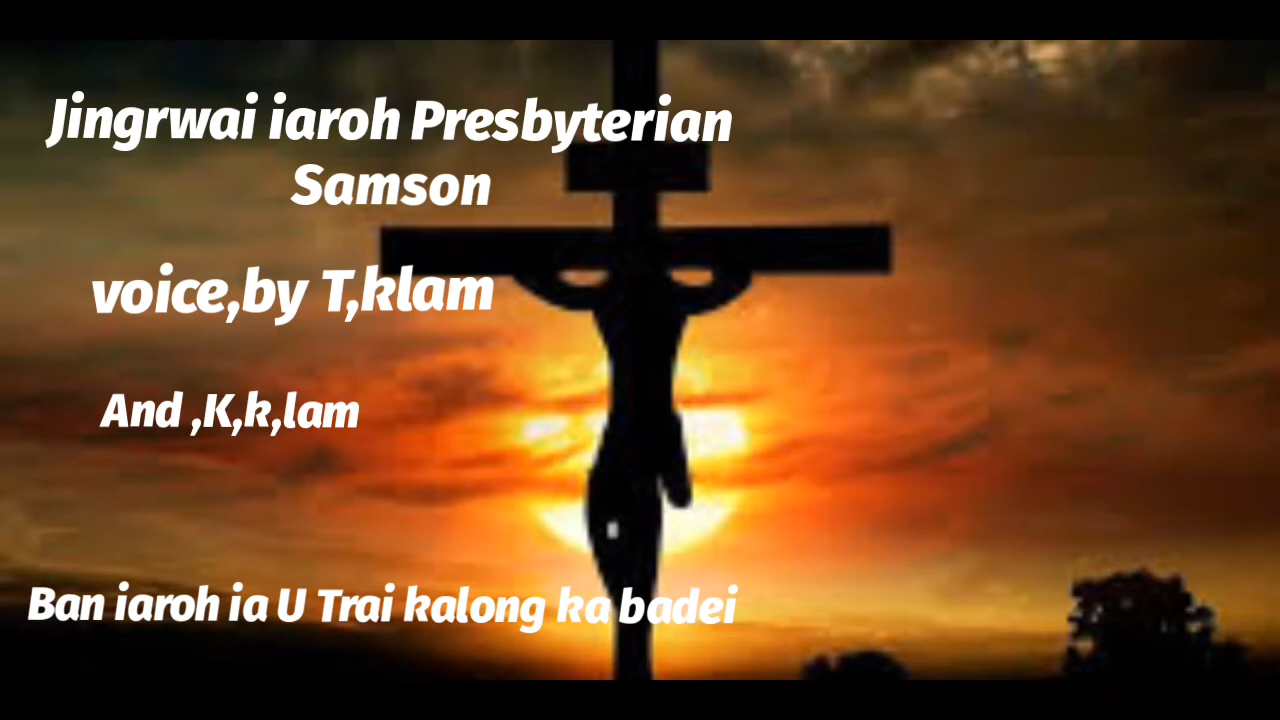 Jingrwai iaroh Presbyterian
Samson
voice,by T,klam
And ,K,k,lam
Ban iaroh ia U Trai kalong ka badei